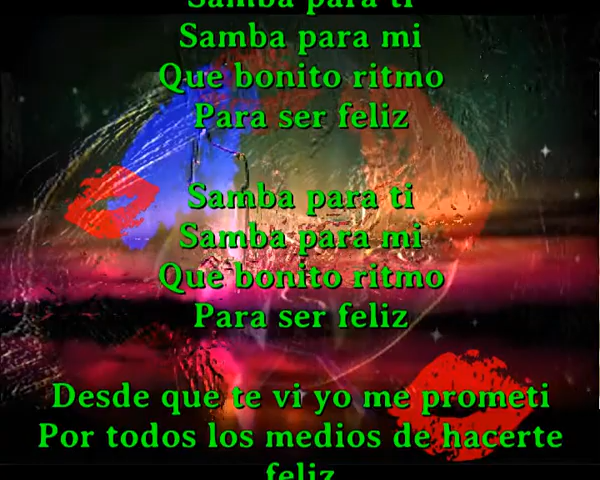 Samba para ti
Samba para mi
Que bonito ritmo
Para ser feliz
Samba para ti
Samba para mi
Que bonito ritmo
Para ser feliz
Desde que te vi yo me prometi
Por todos los medios de hacerte
feliz